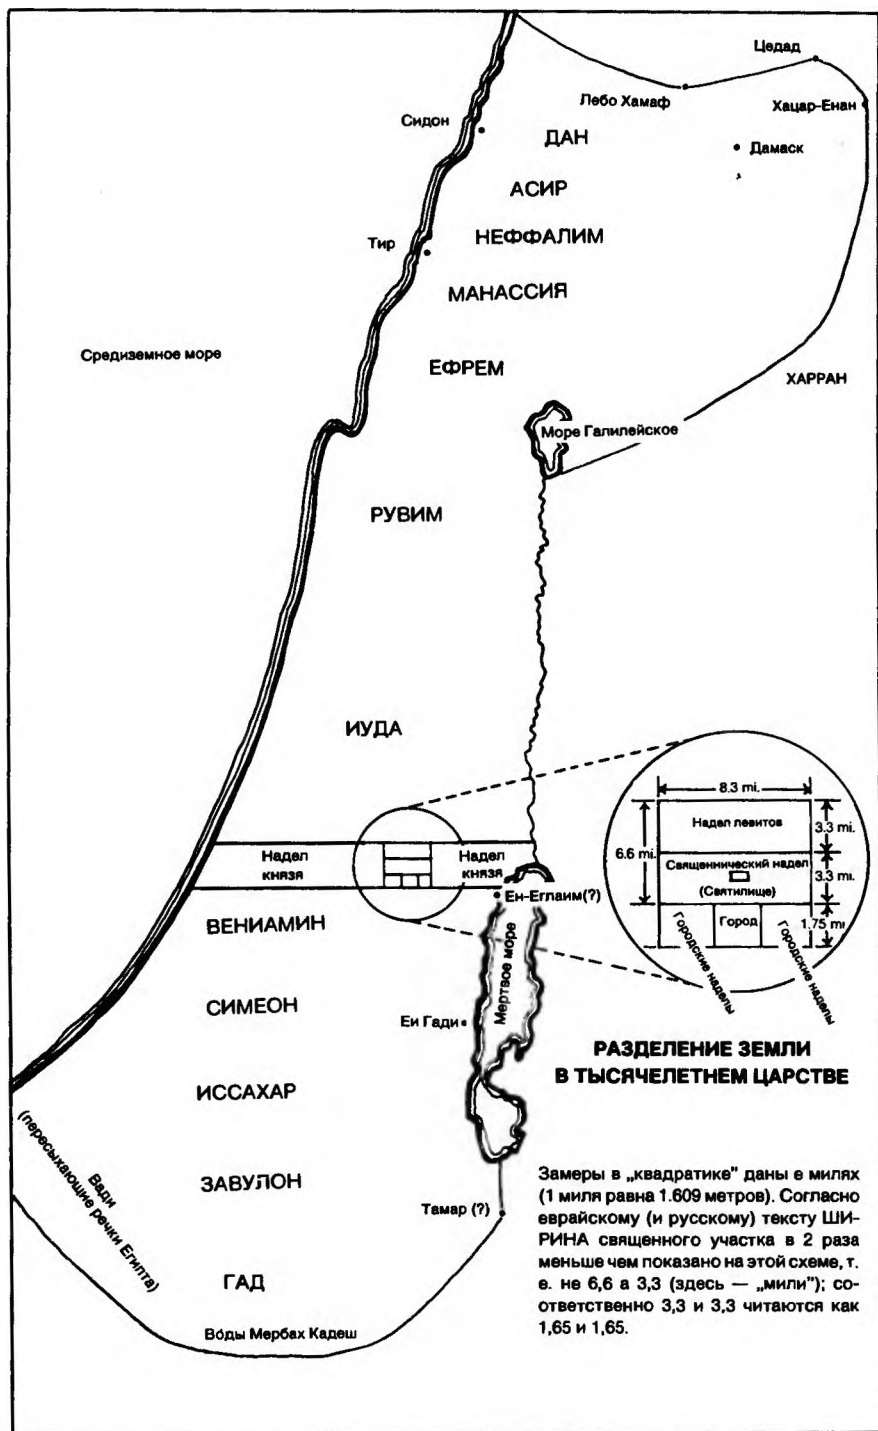 Цедад
Лебо Хамаф
Хацар-Енан
Сидон
ДАН
Дамаск
АСИР
Тир
НЕФФАЛИМ
МАНАССИЯ
Средиземное море
ЕФРЕМ
ХАРРАН
Море Галилейское
РУВИМ
ИУДА
8.3 mi.
Надел левитов
3.3 mi.
6.6 mi.
Священнический надел
(Святилище)
3.3 mi.
Город
1.75 mi
Городские наделы
Городские наделы
Надел
князя
Надел
князя
Ен-Еглаим(?)
ВЕНИАМИН
Мертвое море
СИМЕОН
Еи Гади
РАЗДЕЛЕНИЕ ЗЕМЛИ
В ТЫСЯЧЕЛЕТНЕМ ЦАРСТВЕ
ИССАХАР
Вади
(пересыхающие речки Египта)
ЗАВУЛОН
Тамар (?)
ГАД
Вóды Мербах Кадеш
Замеры в „квадратике" даны е милях
(1 миля равна 1.609 метров). Согласно
еврайскому (и русскому) тексту ШИ-
РИНА священного участка в 2 раза
меньше чем показано на этой схеме, т.
е. не 6,6 а 3,3 (здесь — „мили"); со-
ответственно 3,3 и 3,3 читаются как
1,65 и 1,65.